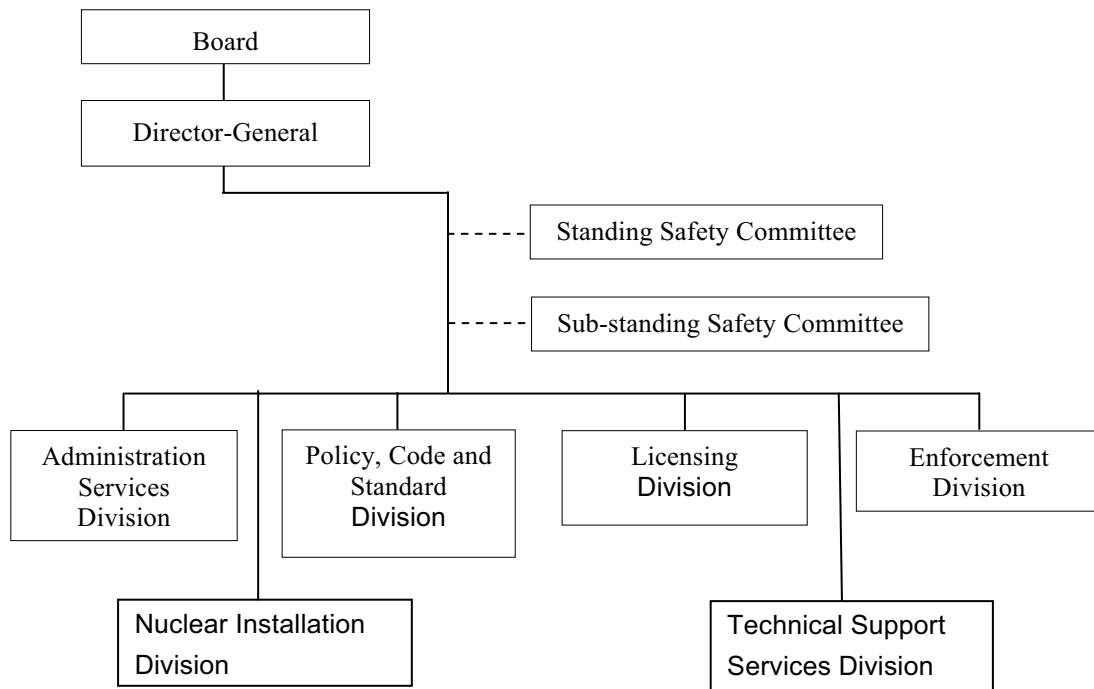 Board
Director-General
Standing Safety Committee
Sub-standing Safety Committee
Administration
Services
Division
Policy, Code and
Standard
Division
Licensing
Division
Enforcement
Division
Nuclear Installation
Division
Technical Support
Services Division